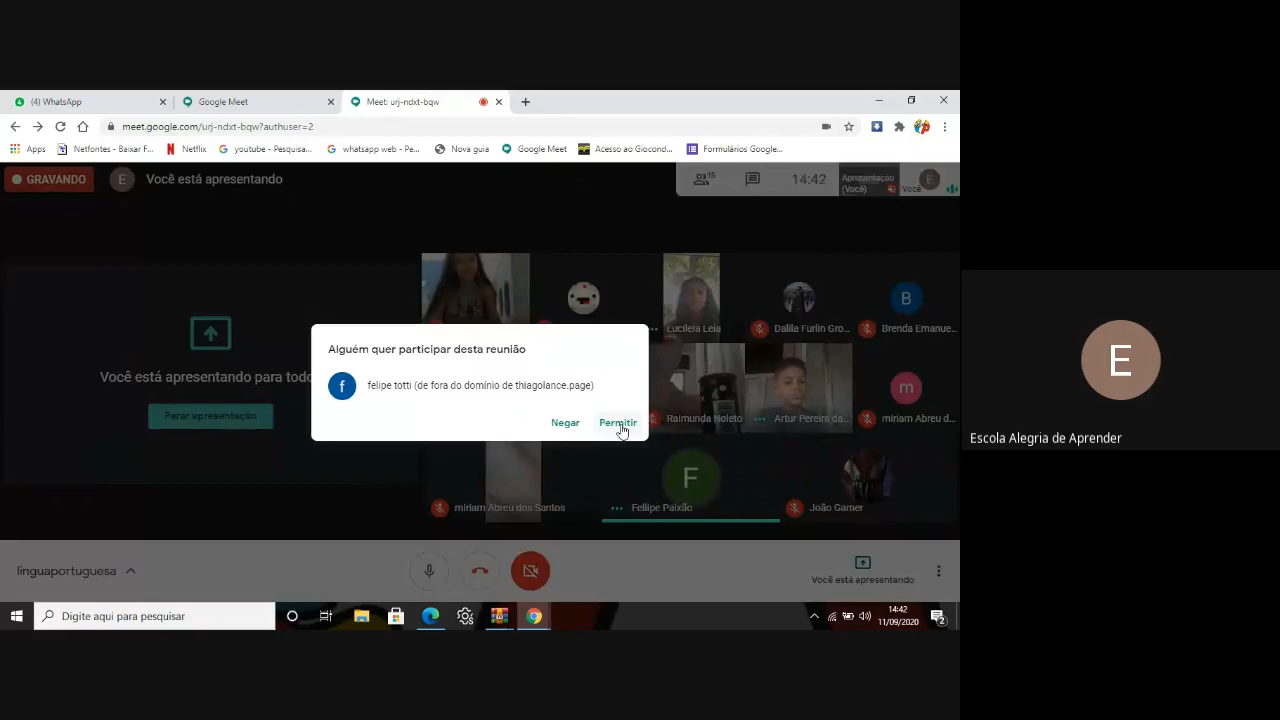 (4) WhatsApp
Google Meet
Meet: urj-ndxt-bqw
meet.google.com/urj-ndxt-bqw?authuser=2
Apps
Netfontes - Baixar F...
Netflix
youtube - Pesquisa...
whatsapp web - Pe...
Nova guia
Google Meet
Acesso ao Giocond...
Formulários Google...
GRAVANDO
E
Você está apresentando
16
14:42
Apresentação
(Você)
Você
E
B
Lucileia Leia
Dalila Furlin Gro...
Brenda Emanue...
Você está apresentando para todo
Parar apresentação
Alguém quer participar desta reunião
f
felipe totti (de fora do domínio de thiagolance.page)
Negar
Permitir
m
Raimunda Noleto
Artur Pereira da...
miriam Abreu d...
E
Escola Alegria de Aprender
F
miriam Abreu dos Santos
Fellipe Paixão
João Gamer
linguaportuguesa
Você está apresentando
Digite aqui para pesquisar
14:42
11/09/2020
2